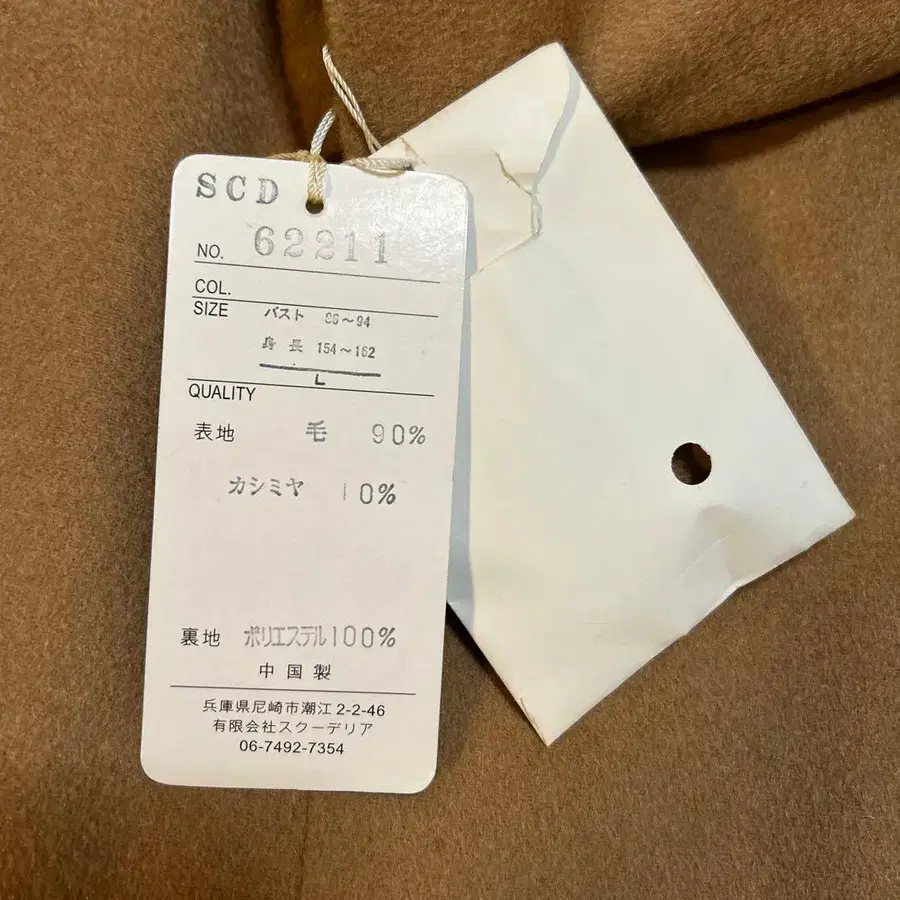 SCD
NO. 62211
COL.
SIZE バスト 86～94
身長 154～162
L
QUALITY
表地 毛 90%
カシミヤ 10%
裏地 ポリエステル100%
中国製
兵庫県尼崎市潮江2-2-46
有限会社スクーデリア
06-7492-7354